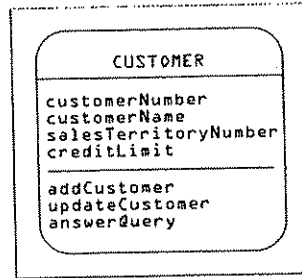 CUSTOMER
customerNumber
customerName
salesTerritoryNumber
creditLimit
addCustomer
updateCustomer
answerQuery